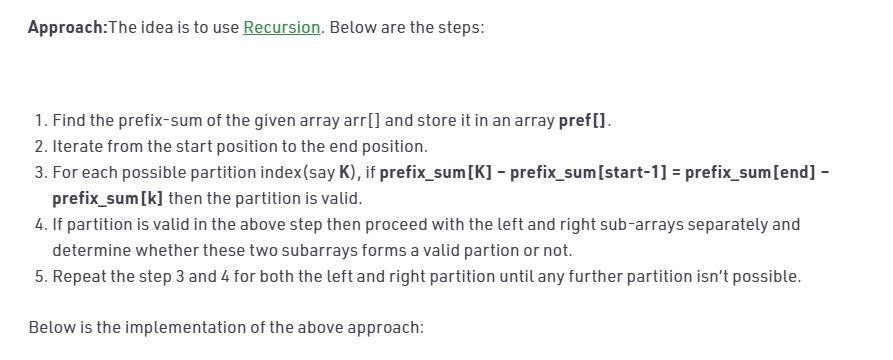 Approach:The idea is to use Recursion. Below are the steps:
1. Find the prefix-sum of the given array arr[] and store it in an array pref[].
2. Iterate from the start position to the end position.
3. For each possible partition index(say K), if prefix_sum[K] − prefix_sum[start-1] = prefix_sum[end] −
prefix_sum[k] then the partition is valid.
4. If partition is valid in the above step then proceed with the left and right sub-arrays separately and
determine whether these two subarrays forms a valid partion or not.
5. Repeat the step 3 and 4 for both the left and right partition until any further partition isn't possible.
Below is the implementation of the above approach: